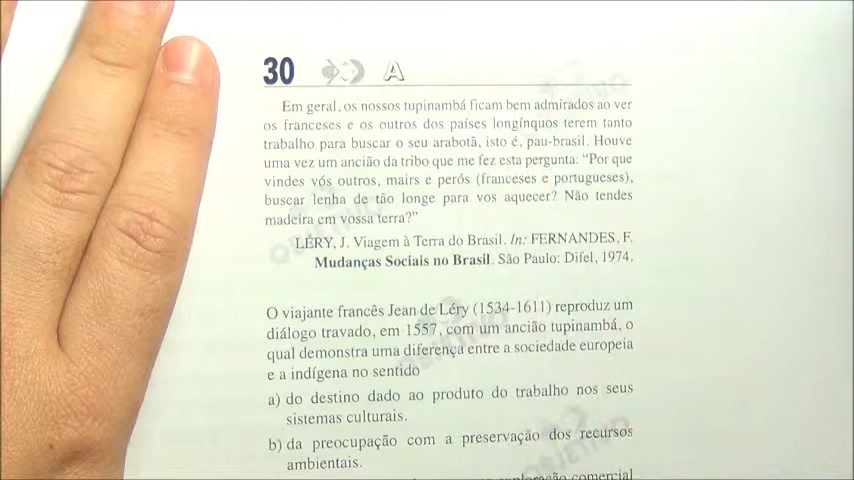 30 A
Em geral, os nossos tupinambá ficam bem admirados ao ver
os franceses e os outros dos países longínquos terem tanto
trabalho para buscar o seu arabotã, isto é, pau-brasil. Houve
uma vez um ancião da tribo que me fez esta pergunta: “Por que
vindes vós outros, mairs e perós (franceses e portugueses),
buscar lenha de tão longe para vos aquecer? Não tendes
madeira em vossa terra?”
LÉRY, J. Viagem à Terra do Brasil. In: FERNANDES, F.
Mudanças Sociais no Brasil. São Paulo: Difel, 1974.
O viajante francês Jean de Léry (1534-1611) reproduz um
diálogo travado, em 1557, com um ancião tupinambá, o
qual demonstra uma diferença entre a sociedade europeia
e a indígena no sentido
a) do destino dado ao produto do trabalho nos seus
sistemas culturais.
b) da preocupação com a preservação dos recursos
ambientais.
exploração comercial